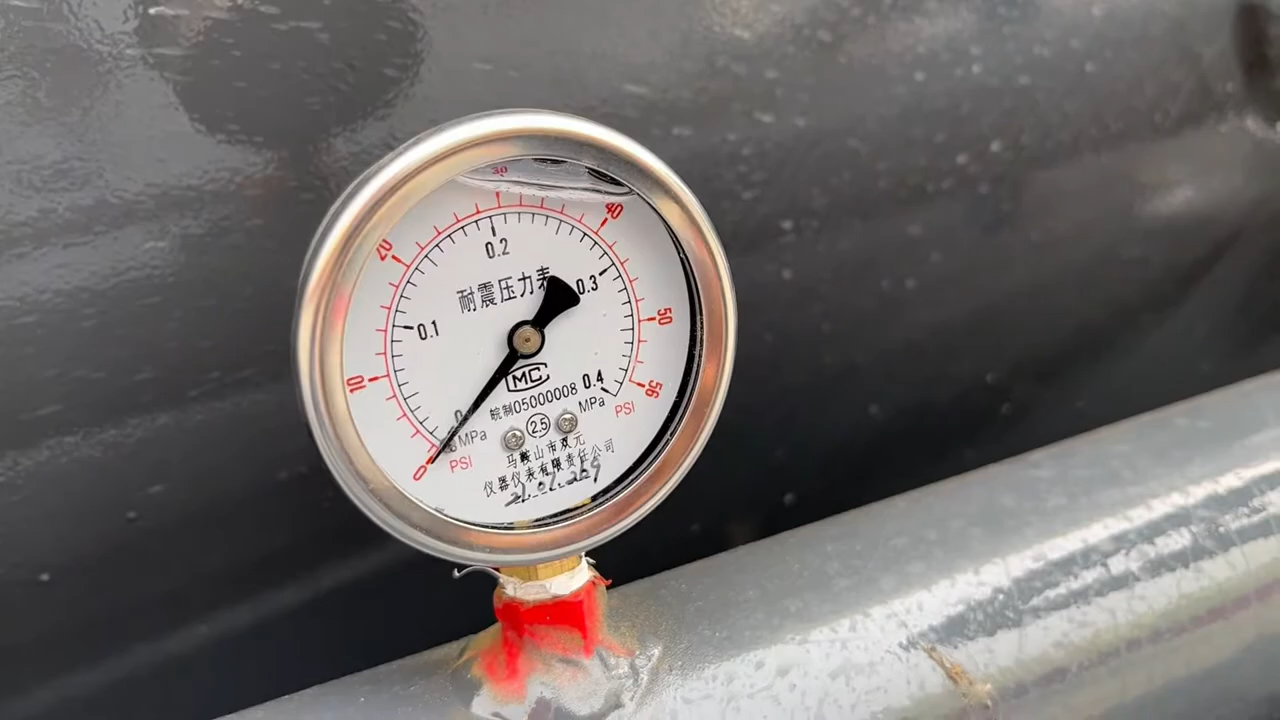 30
40
20
0.2
耐震压力表
0.3
50
0.1
10
MC
0.4
56
0
皖制05000008
MPa
PSI
2.5
MPa
PSI
0
马鞍山市双元
仪器仪表有限责任公司